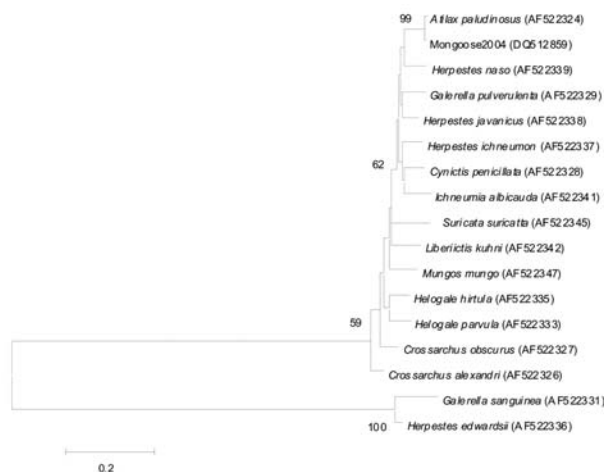 99
Atilax paludinosus (AF522324)
Mongoose2004 (DQ512859)
Herpestes naso (AF522339)
Galerella pulverulenta (AF522329)
Herpestes javanicus (AF522338)
Herpestes ichneumon (AF522337)
62
Cynictis penicillata (AF522328)
Ichneumia albicauda (AF522341)
Suricata suricatta (AF522345)
Liberiictis kuhni (AF522342)
Mungos mungo (AF522347)
Helogale hirtula (AF522335)
59
Helogale parvula (AF522333)
Crossarchus obscurus (AF522327)
Crossarchus alexandri (AF522326)
Galerella sanguinea (AF522331)
100
Herpestes edwardsii (AF522336)
0.2